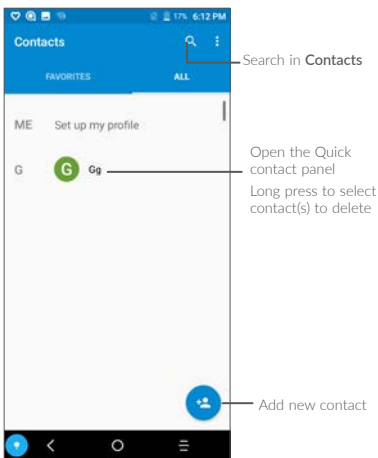 17% 6:12 PM
Contacts
Search in Contacts
FAVORITES ALL
ME Set up my profile
G G Gg
Open the Quick
contact panel
Long press to select
contact(s) to delete
Add new contact